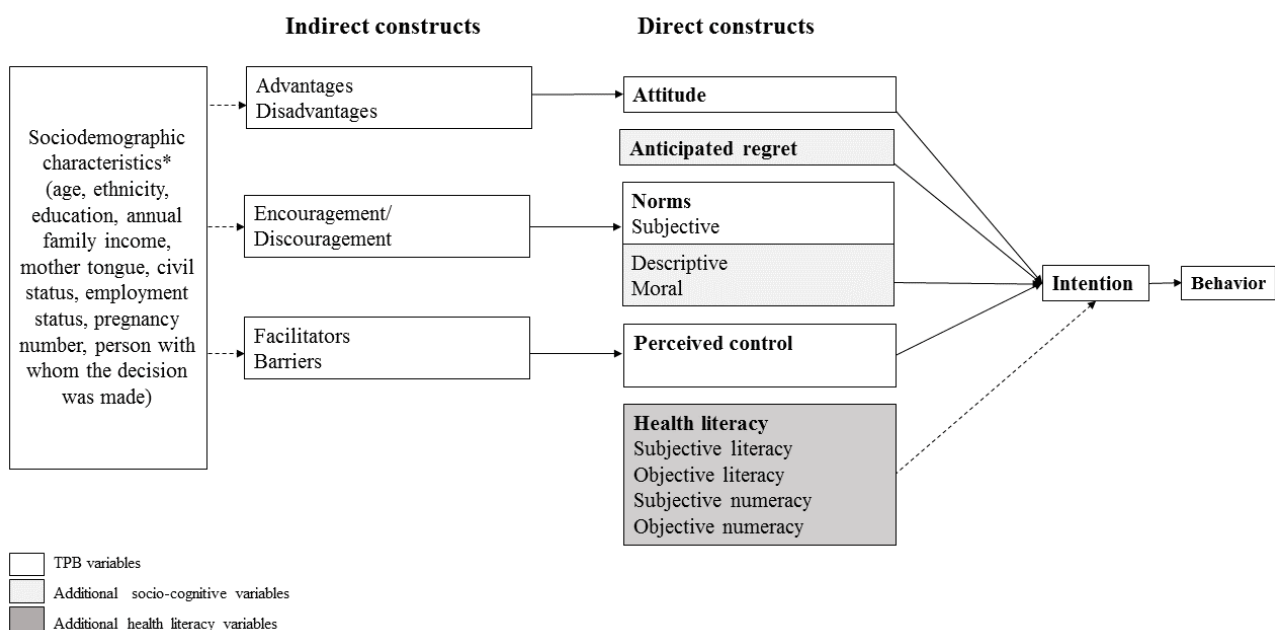 Indirect constructs
Direct constructs
Sociodemographic
characteristics*
(age, ethnicity,
education, annual
family income,
mother tongue, civil
status, employment
status, pregnancy
number, person with
whom the decision
was made)
Advantages
Disadvantages
Encouragement/
Discouragement
Facilitators
Barriers
Attitude
Anticipated regret
Norms
Subjective
Descriptive
Moral
Perceived control
Health literacy
Subjective literacy
Objective literacy
Subjective numeracy
Objective numeracy
Intention
Behavior
TPB variables
Additional socio-cognitive variables
Additional health literacy variables